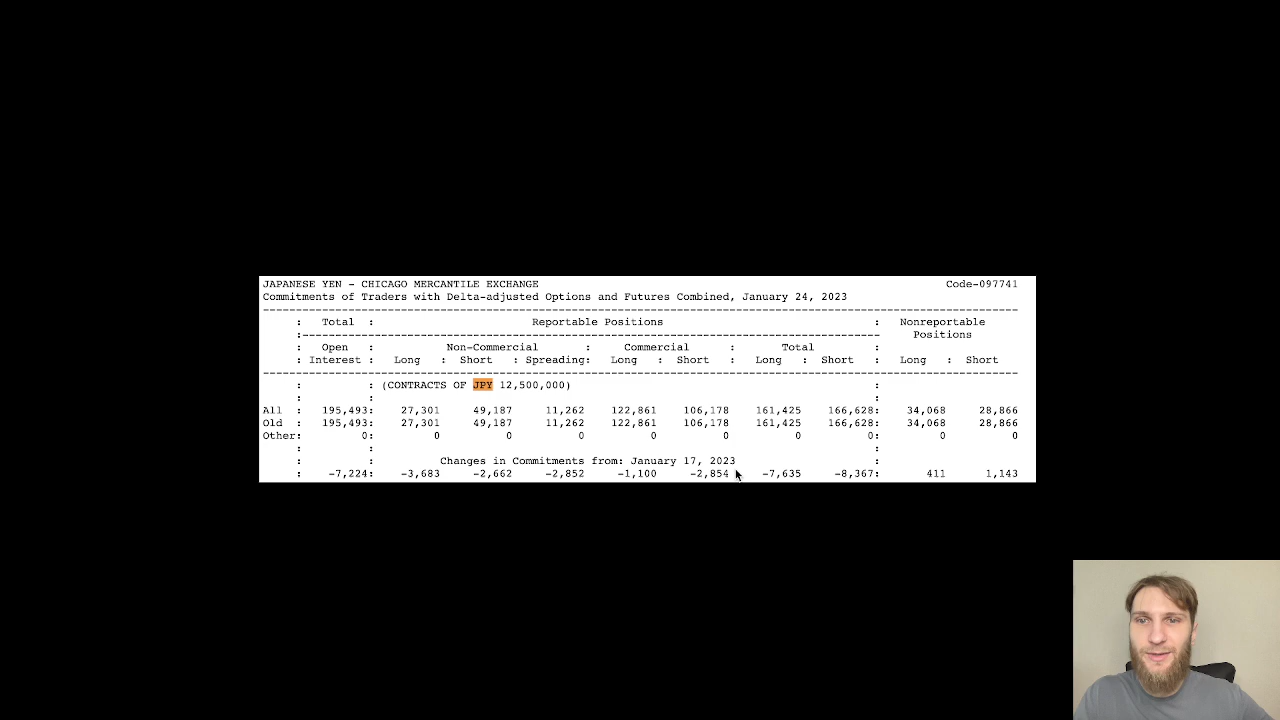 JAPANESE YEN - CHICAGO MERCANTILE EXCHANGE Code-097741
Commitments of Traders with Delta-adjusted Options and Futures Combined, January 24, 2023
--------------------------------------------------------------------------------
: Total : Reportable Positions : Nonreportable
:-------------------------------------------------------------- Positions
: Open : Non-Commercial : Commercial : Total :
: Interest : Long : Short : Spreading: Long : Short : Long : Short : Long : Short
--------------------------------------------------------------------------------
: : (CONTRACTS OF JPY 12,500,000) :
: : :
All : 195,493: 27,301 49,187 11,262 122,861 106,178 161,425 166,628: 34,068 28,866
Old : 195,493: 27,301 49,187 11,262 122,861 106,178 161,425 166,628: 34,068 28,866
Other: 0: 0 0 0 0 0 0 0: 0 0
: : :
: : Changes in Commitments from: January 17, 2023 :
: -7,224: -3,683 -2,662 -2,852 -1,100 -2,854 -7,635 -8,367: 411 1,143